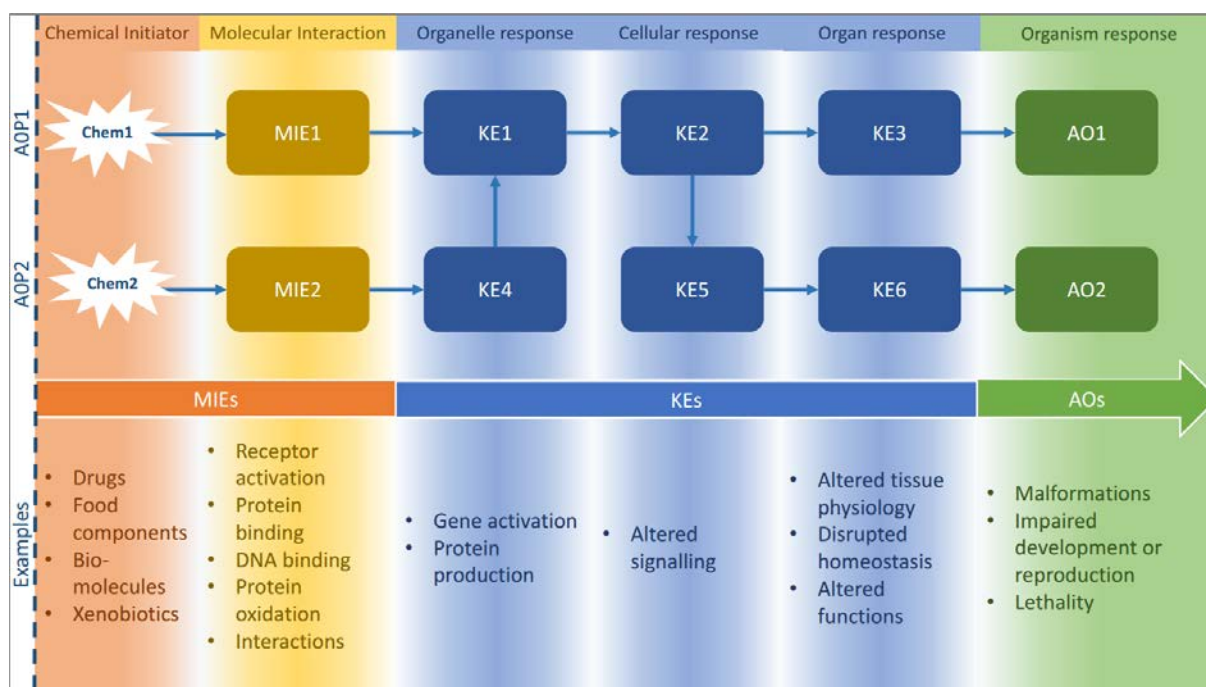 Chemical Initiator
Molecular Interaction
Organelle response
Cellular response
Organ response
Organism response
A0P1
Chem1
MIE1
KE1
KE2
KE3
AO1
A0P2
Chem2
MIE2
KE4
KE5
KE6
AO2
MIEs
KEs
AOs
Examples
• Drugs
• Food
components
• Bio-
molecules
• Xenobiotics
• Receptor
activation
• Protein
binding
• DNA binding
• Protein
oxidation
• Interactions
• Gene activation
• Protein
production
• Altered
signalling
• Altered tissue
physiology
• Disrupted
homeostasis
• Altered
functions
• Malformations
• Impaired
development or
reproduction
• Lethality